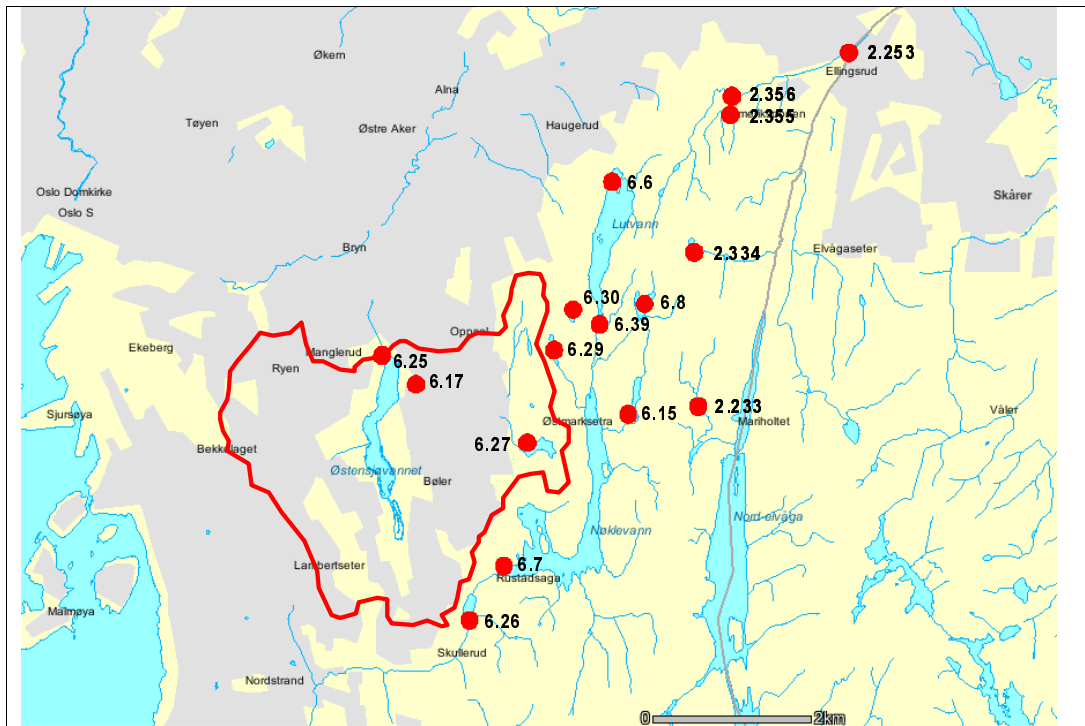 2.253
Økern
Ellingsrud
Alna
2.356
2.355
Tøyen
Østre Aker
Haugerud
6.6
Oslo Domkirke
Skårer
Oslo S
Lutvann
Bryn
2.334
Elvågaseter
6.30
6.8
6.39
Oppsal
Ekeberg
Manglerud
6.25
6.29
Ryen
6.17
Sjursøya
6.15
2.233
Våler
Østmarksetra
Mariholtet
Bekkelaget
6.27
Østensjøvannet
Bøler
Nord-elvåga
Nøklevann
Lambertseter
6.7
Rustadsaga
Malmøya
6.26
Skullerud
Nordstrand
0
2km